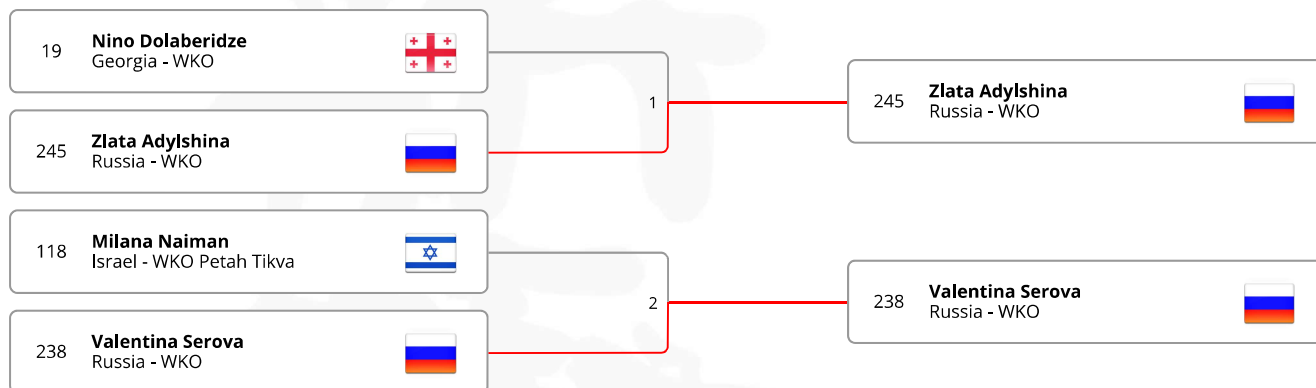 19
Nino Dolaberidze
Georgia - WKO
245
Zlata Adylshina
Russia - WKO
1
118
Milana Naiman
Israel - WKO Petah Tikva
238
Valentina Serova
Russia - WKO
2
245
Zlata Adylshina
Russia - WKO
238
Valentina Serova
Russia - WKO